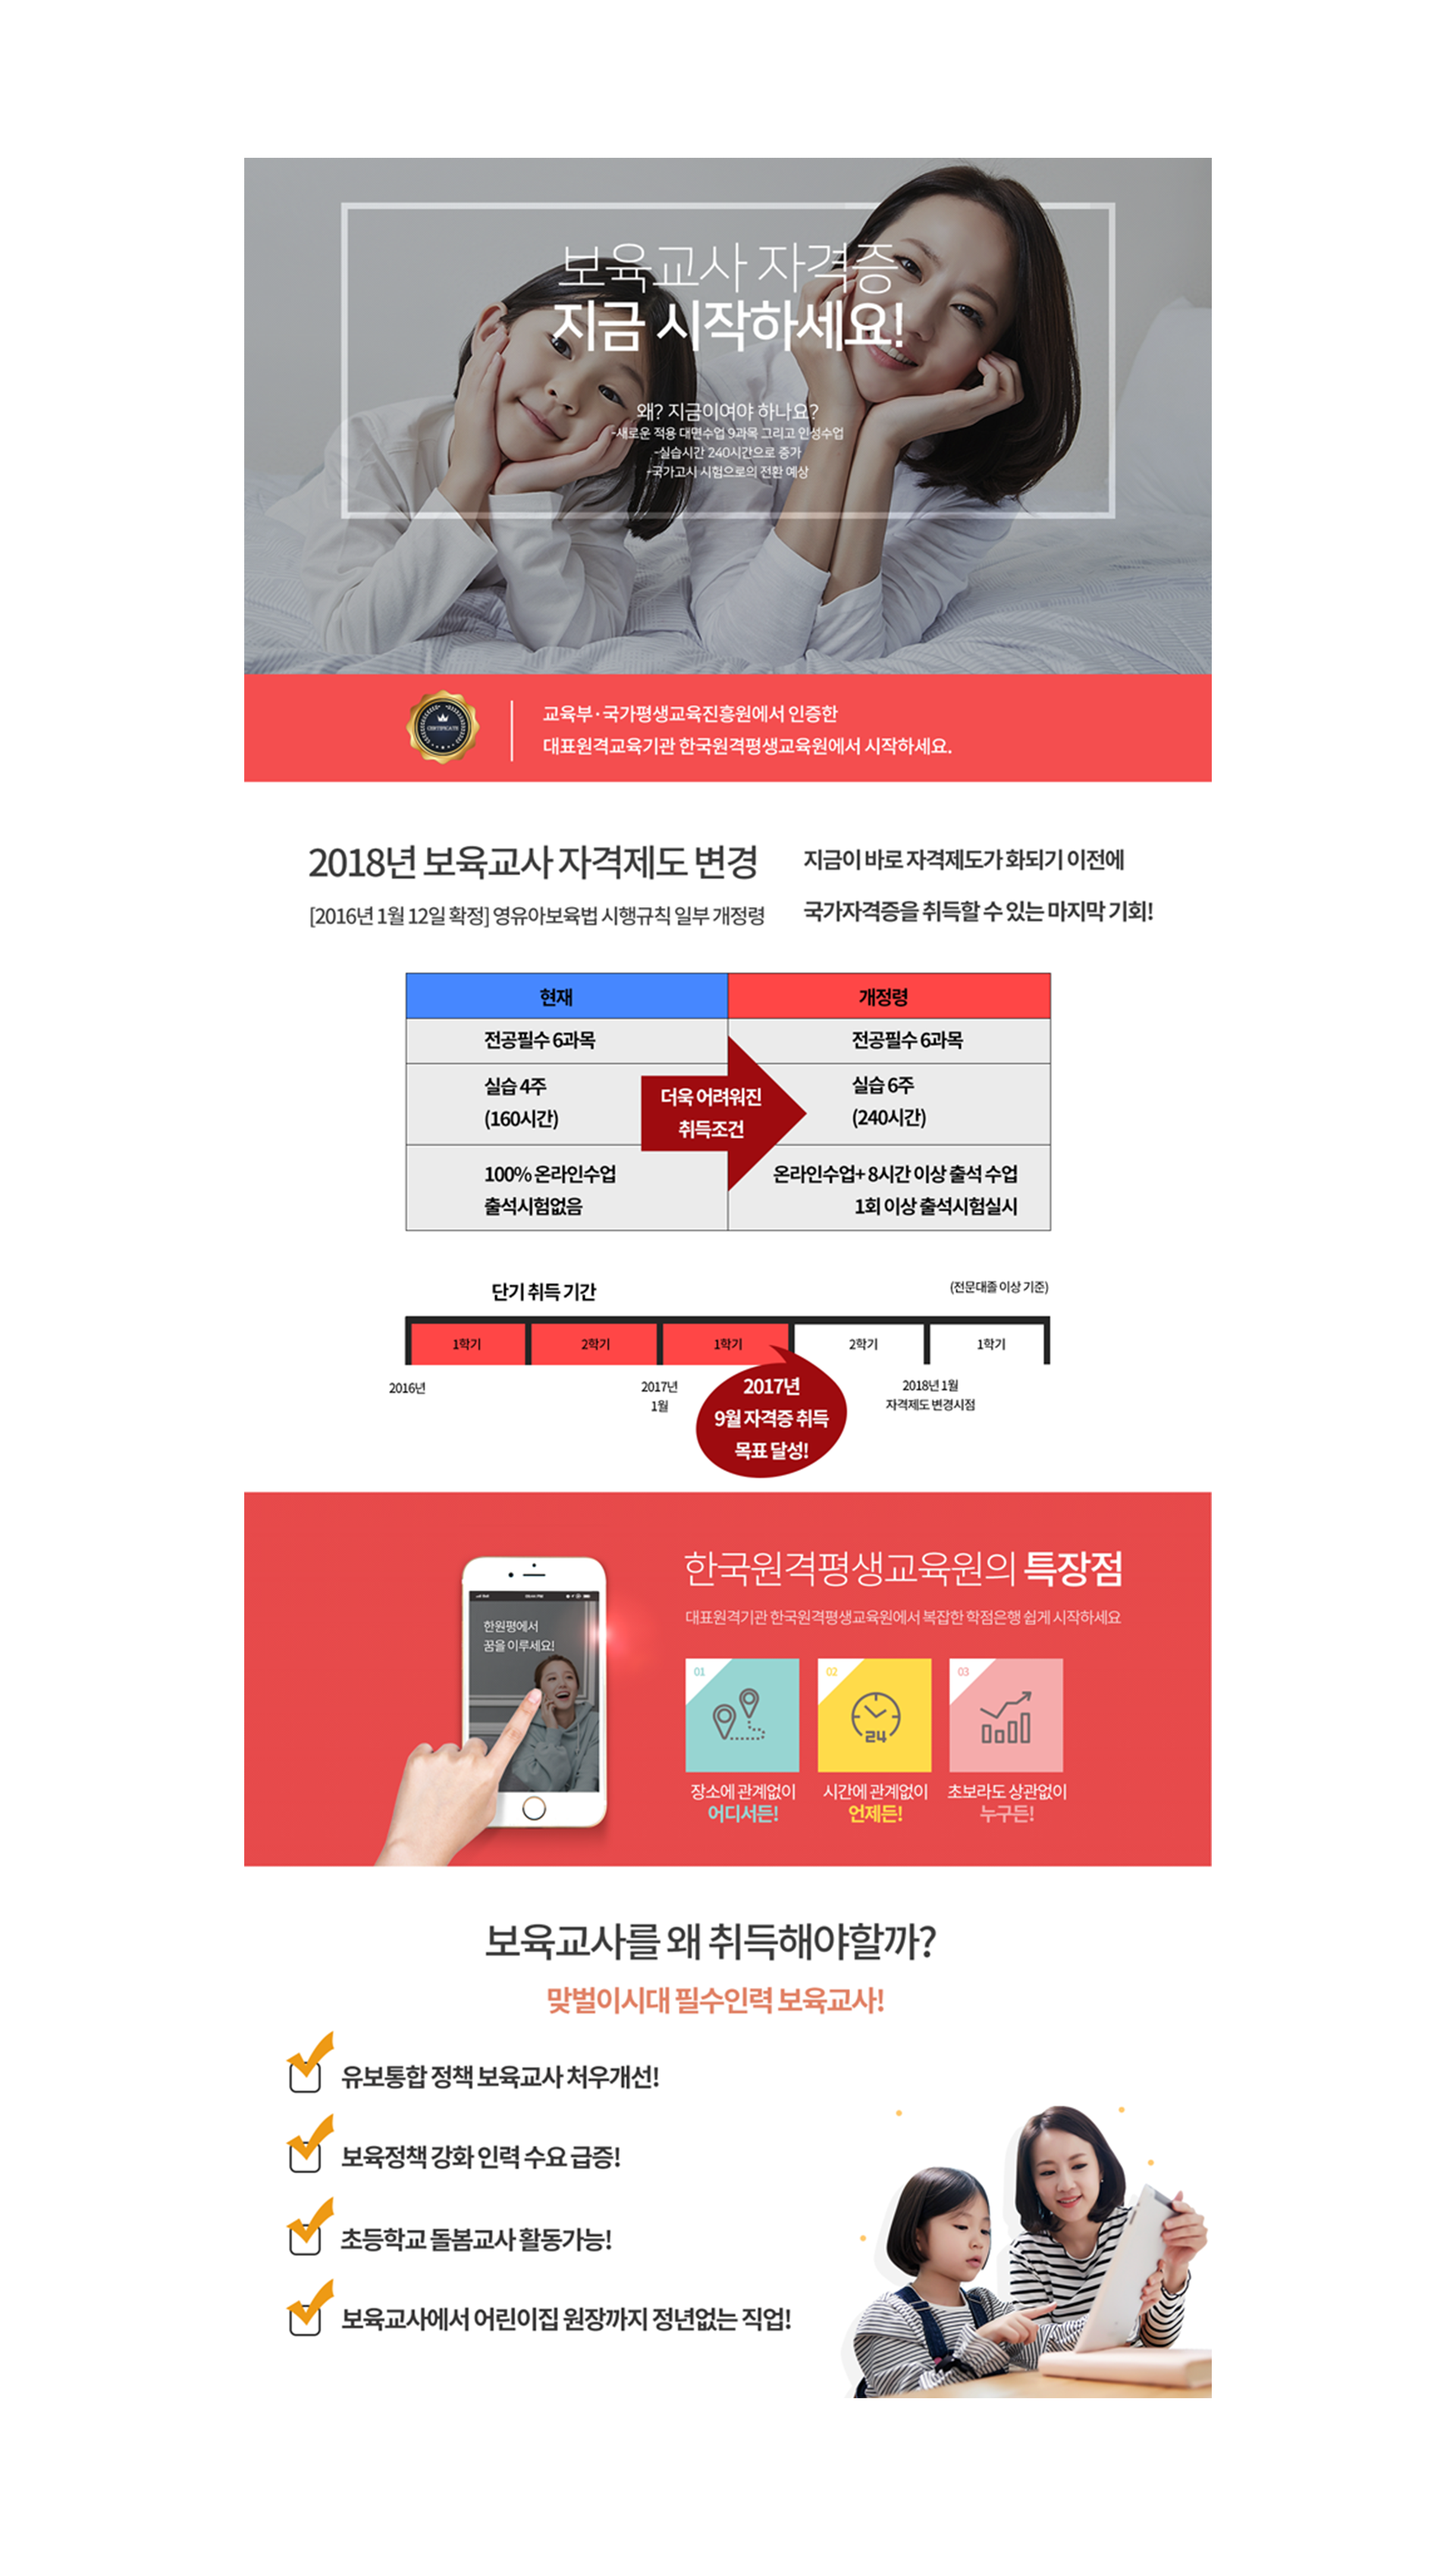 보육교사 자격증
지금 시작하세요!
왜? 지금이여야 하나요?
-새로운 적용 대면수업 9과목 그리고 인성수업
-실습시간 240시간으로 증가
-국가고시 시험으로의 전환 예상
CERTIFICATE
교육부·국가평생교육진흥원에서 인증한
대표원격교육기관 한국원격평생교육원에서 시작하세요.
2018년 보육교사 자격제도 변경
[2016년 1월 12일 확정] 영유아보육법 시행규칙 일부 개정령
지금이 바로 자격제도가 화되기 이전에
국가자격증을 취득할 수 있는 마지막 기회!
현재
개정령
전공필수 6과목
전공필수 6과목
실습 4주
(160시간)
더욱 어려워진
취득조건
실습 6주
(240시간)
100% 온라인수업
출석시험없음
온라인수업+ 8시간 이상 출석 수업
1회 이상 출석시험실시
단기 취득 기간
(전문대졸 이상 기준)
1학기
2학기
1학기
2학기
1학기
2016년
2017년
1월
2017년
9월 자격증 취득
목표 달성!
2018년 1월
자격제도 변경시점
한원평에서
꿈을 이루세요!
한국원격평생교육원의 특장점
대표원격기관 한국원격평생교육원에서 복잡한 학점은행 쉽게 시작하세요
01
02
03
24
장소에 관계없이
어디서든!
시간에 관계없이
언제든!
초보라도 상관없이
누구든!
보육교사를 왜 취득해야할까?
맞벌이시대 필수인력 보육교사!
유보통합 정책 보육교사 처우개선!
보육정책 강화 인력 수요 급증!
초등학교 돌봄교사 활동가능!
보육교사에서 어린이집 원장까지 정년없는 직업!